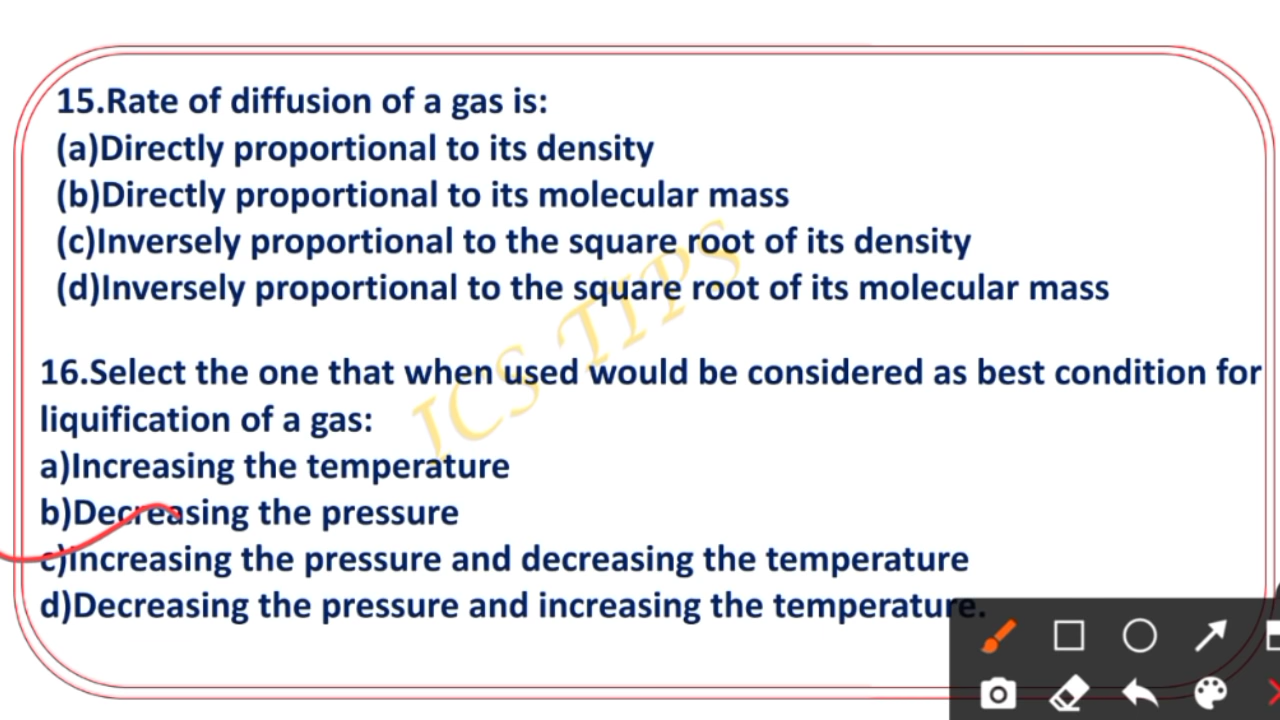 15.Rate of diffusion of a gas is:
(a)Directly proportional to its density
(b)Directly proportional to its molecular mass
(c)Inversely proportional to the square root of its density
(d)Inversely proportional to the square root of its molecular mass
ICS TIPS
16.Select the one that when used would be considered as best condition for
liquification of a gas:
a)Increasing the temperature
b)Decreasing the pressure
c)Increasing the pressure and decreasing the temperature
d)Decreasing the pressure and increasing the temperature.